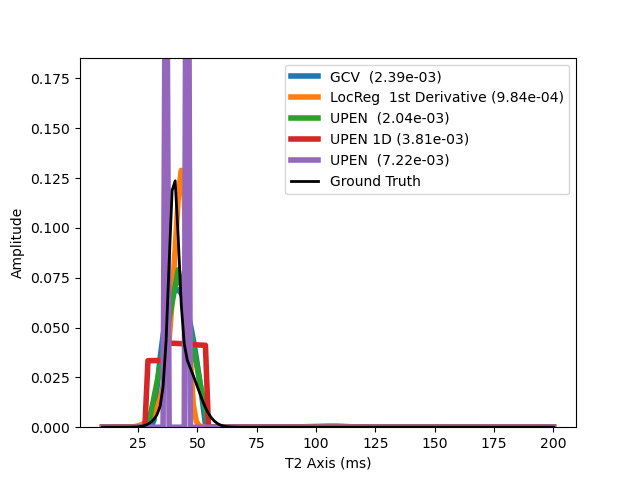 0.175
0.150
0.125
0.100
0.075
0.050
0.025
0.000
Amplitude
25
50
75
100
125
150
175
200
T2 Axis (ms)
GCV  (2.39e-03)
LocReg  1st Derivative (9.84e-04)
UPEN  (2.04e-03)
UPEN 1D (3.81e-03)
UPEN  (7.22e-03)
Ground Truth